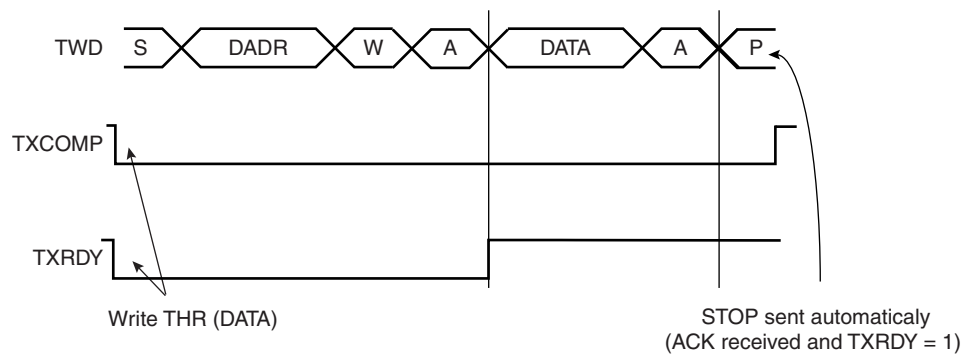 TWD S DADR W A DATA A P
TXCOMP
TXRDY
Write THR (DATA)
STOP sent automaticaly
(ACK received and TXRDY = 1)